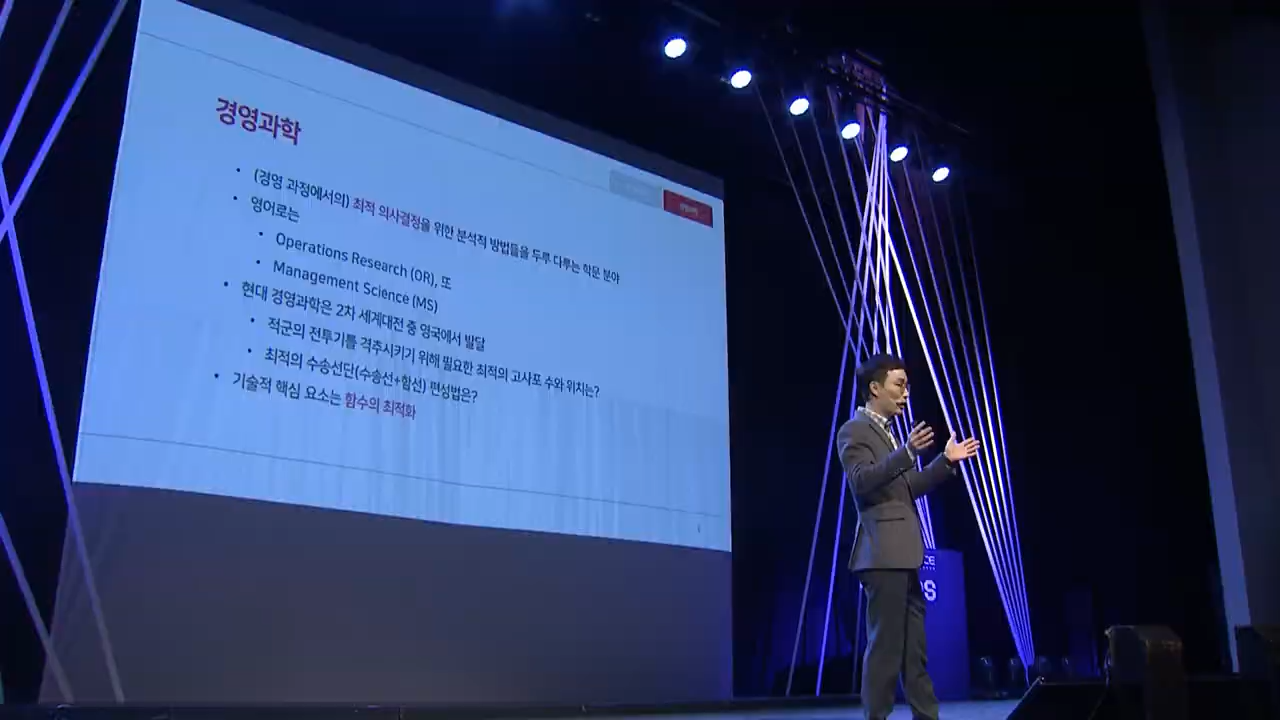 경영과학
• (경영 과정에서의) 최적 의사결정을 위한 분석적 방법들을 두루 다루는 학문 분야
• 영어로는
• Operations Research (OR), 또
• Management Science (MS)
• 현대 경영과학은 2차 세계대전 중 영국에서 발달
• 적군의 전투기를 격추시키기 위해 필요한 최적의 고사포 수와 위치는?
• 최적의 수송선단(수송선+함선) 편성법은?
• 기술적 핵심 요소는 함수의 최적화